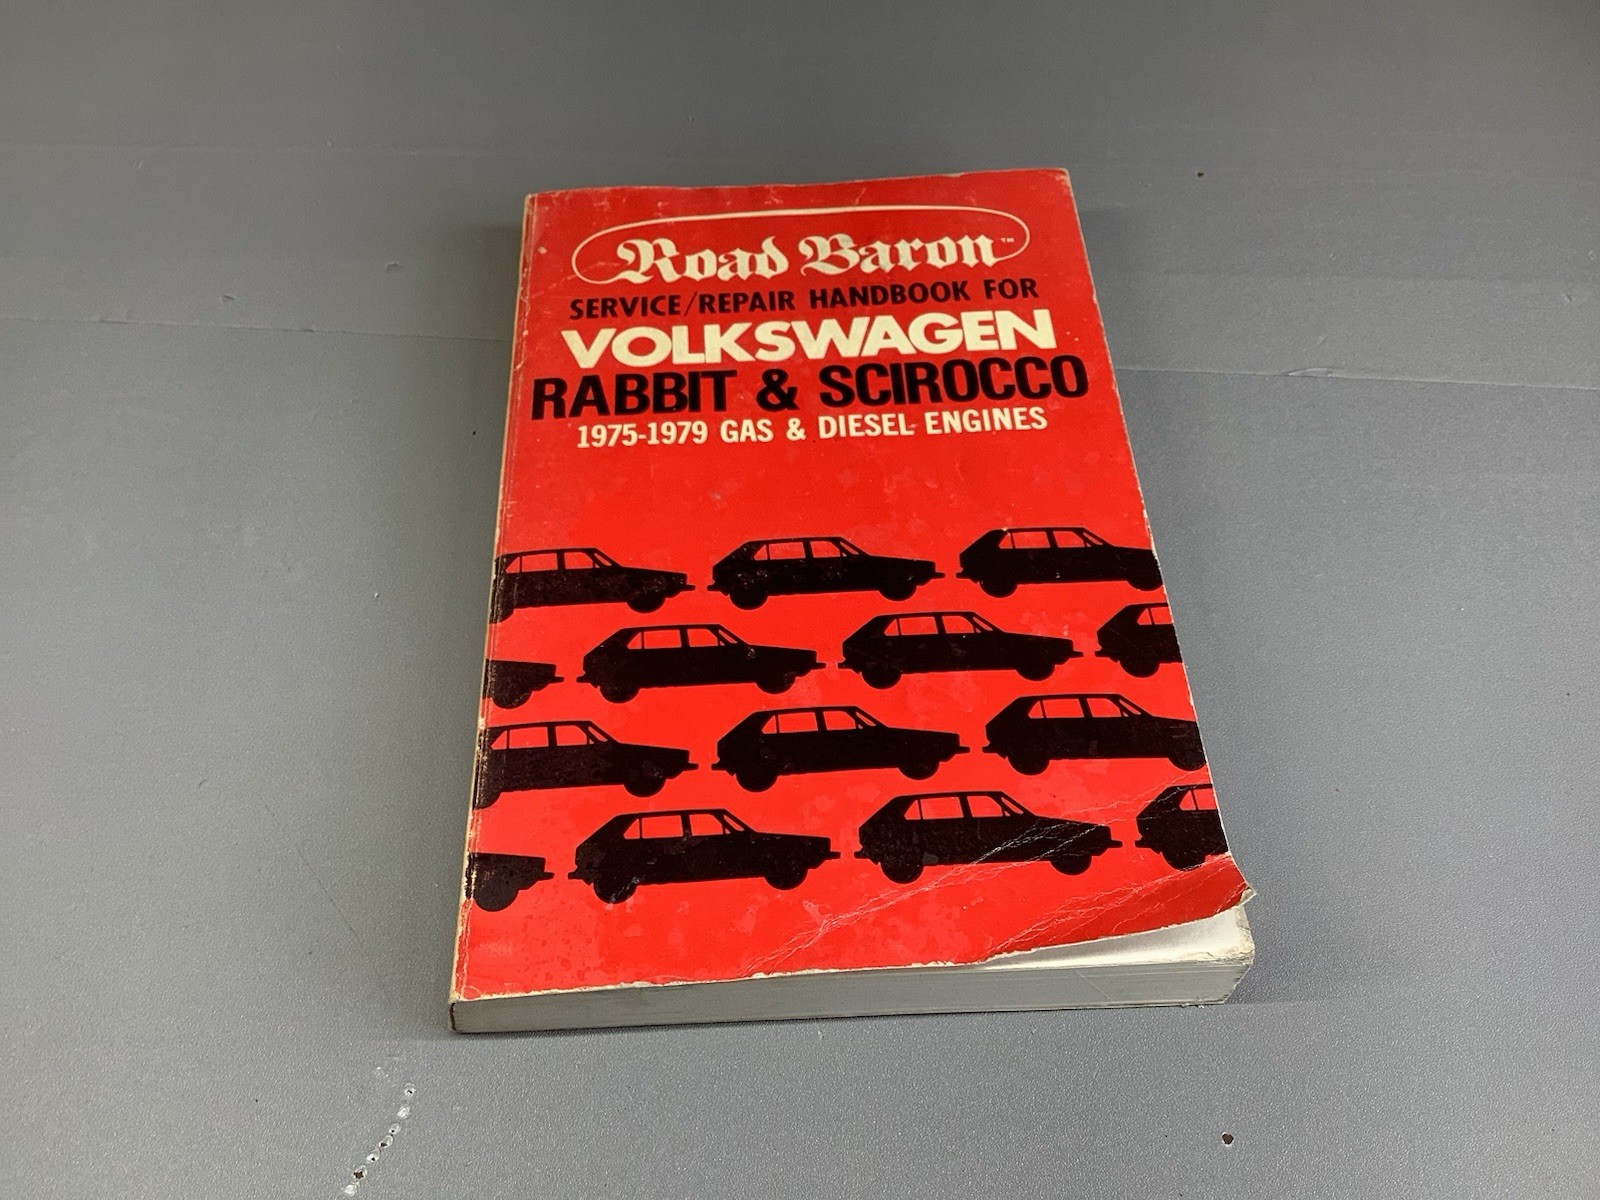 Road Baron™
SERVICE/REPAIR HANDBOOK FOR
VOLKSWAGEN
RABBIT & SCIROCCO
1975-1979 GAS & DIESEL ENGINES